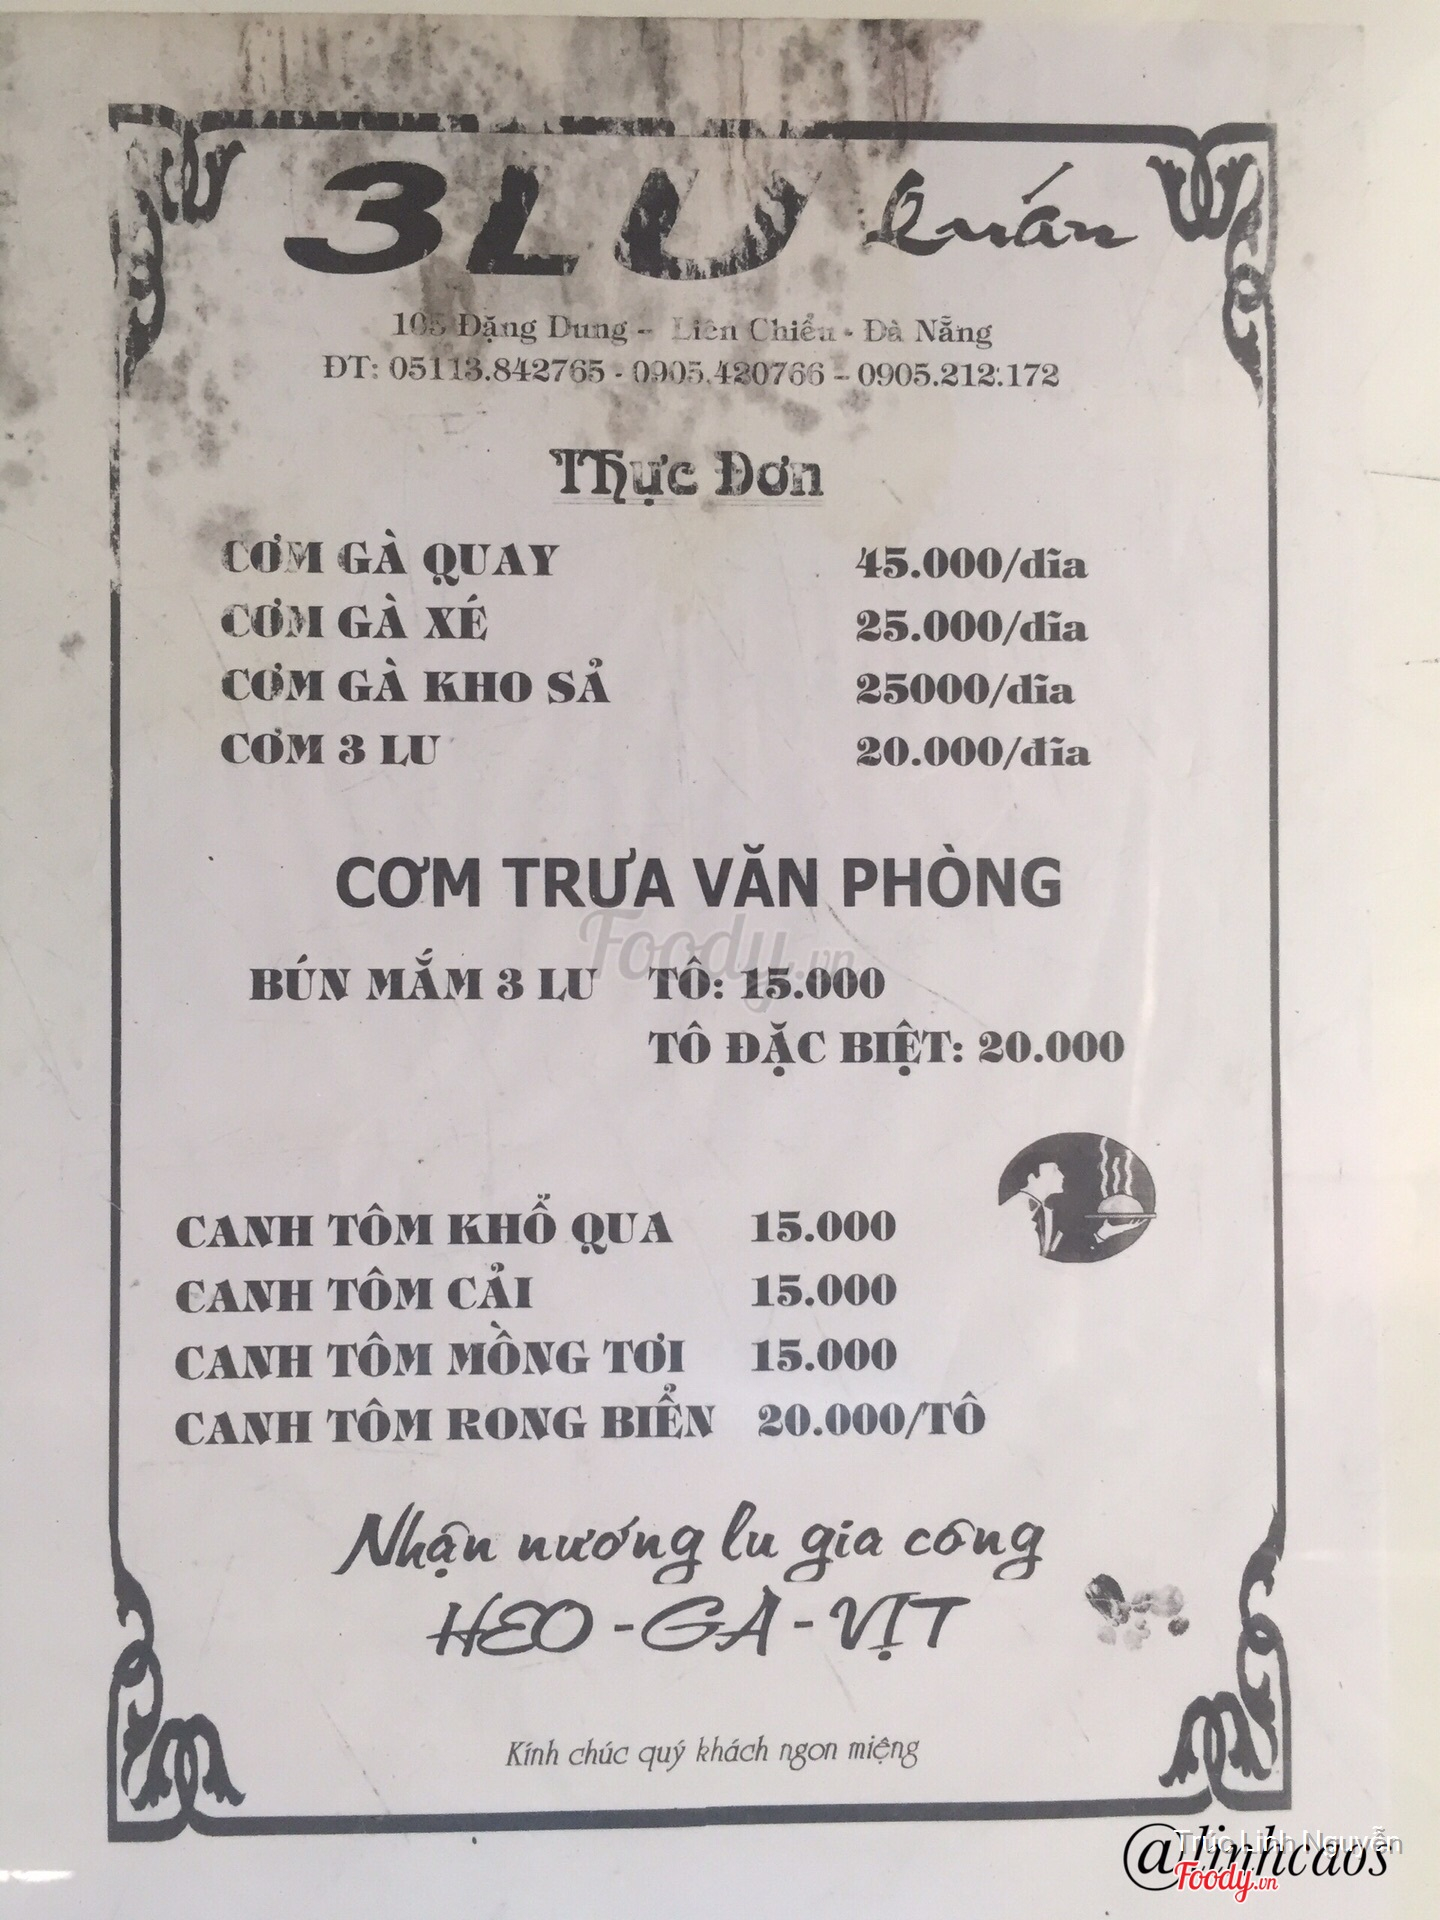 3LU Quán
105 Đặng Dung – Liên Chiểu - Đà Nẵng
ĐT: 05113.842765 - 0905.420766 – 0905.212.172
Thực Đơn
CƠM GÀ QUAY 45.000/dĩa
CƠM GÀ XÉ 25.000/dĩa
CƠM GÀ KHO SẢ 25000/dĩa
CƠM 3 LU 20.000/đĩa
CƠM TRƯA VĂN PHÒNG
Foody.vn
BÚN MẮM 3 LU TÔ: 15.000
TÔ ĐẶC BIỆT: 20.000
CANH TÔM KHỔ QUA 15.000
CANH TÔM CẢI 15.000
CANH TÔM MỒNG TƠI 15.000
CANH TÔM RONG BIỂN 20.000/TÔ
Nhận nướng lu gia công
HEO - GÀ - VỊT
Kính chúc quý khách ngon miệng
Trúc Linh Nguyễn
@linhcaos
Foody.vn